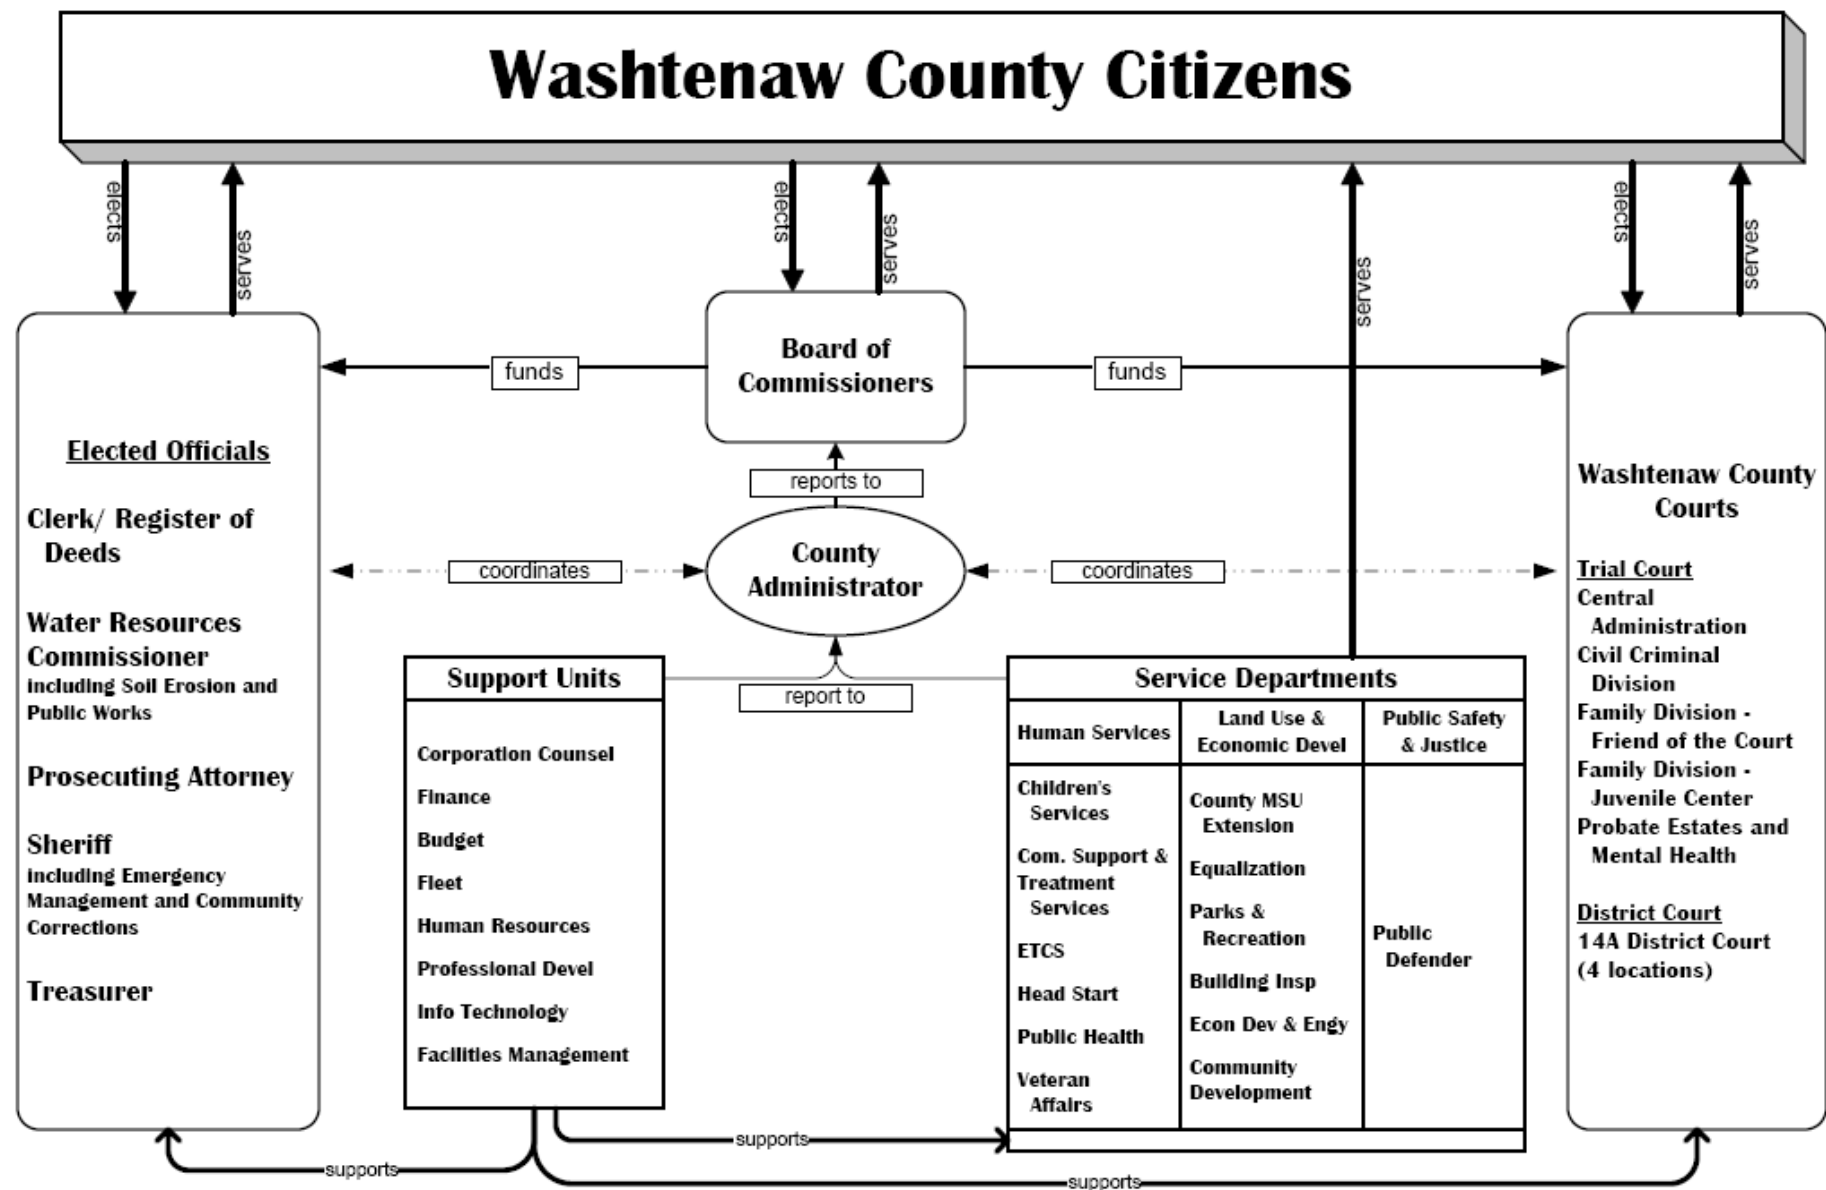 Washtenaw County Citizens
elects
serves
elects
serves
serves
elects
serves
Board of
Commissioners
funds
funds
reports to
County
Administrator
coordinates
coordinates
report to
Elected Officials
Clerk/ Register of
Deeds
Water Resources
Commissioner
including Soil Erosion and
Public Works
Prosecuting Attorney
Sheriff
including Emergency
Management and Community
Corrections
Treasurer
Support Units
Corporation Counsel
Finance
Budget
Fleet
Human Resources
Professional Devel
Info Technology
Facilities Management
Service Departments
Human Services
Children's
Services
Com. Support &
Treatment
Services
ETCS
Head Start
Public Health
Veteran
Affairs
Land Use &
Economic Devel
County MSU
Extension
Equalization
Parks &
Recreation
Building Insp
Econ Dev & Engy
Community
Development
Public Safety
& Justice
Public
Defender
Washtenaw County
Courts
Trial Court
Central
Administration
Civil Criminal
Division
Family Division -
Friend of the Court
Family Division -
Juvenile Center
Probate Estates and
Mental Health
District Court
14A District Court
(4 locations)
supports
supports
supports